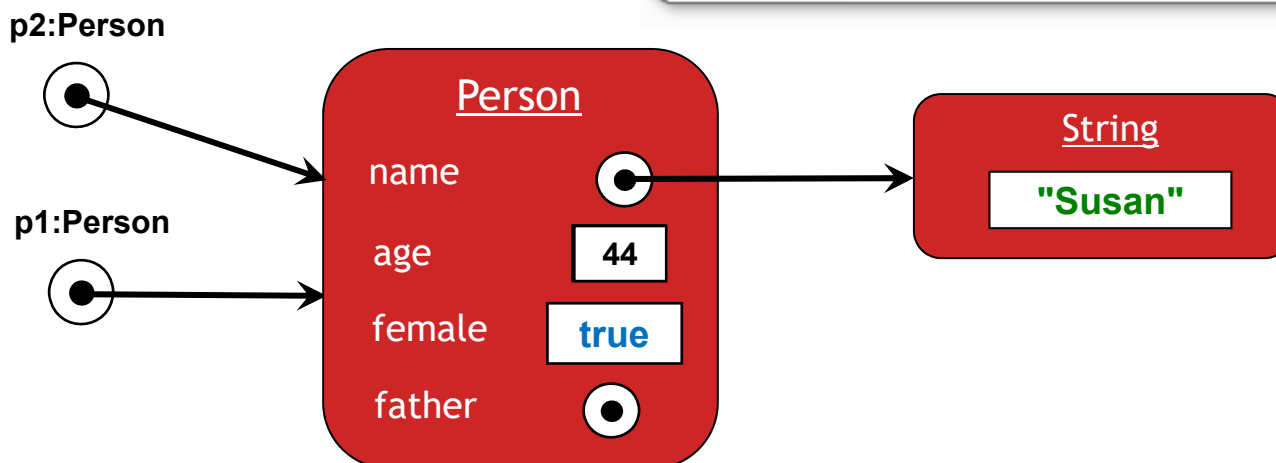 p2:Person
Person
name
String
"Susan"
p1:Person
age 44
female true
father